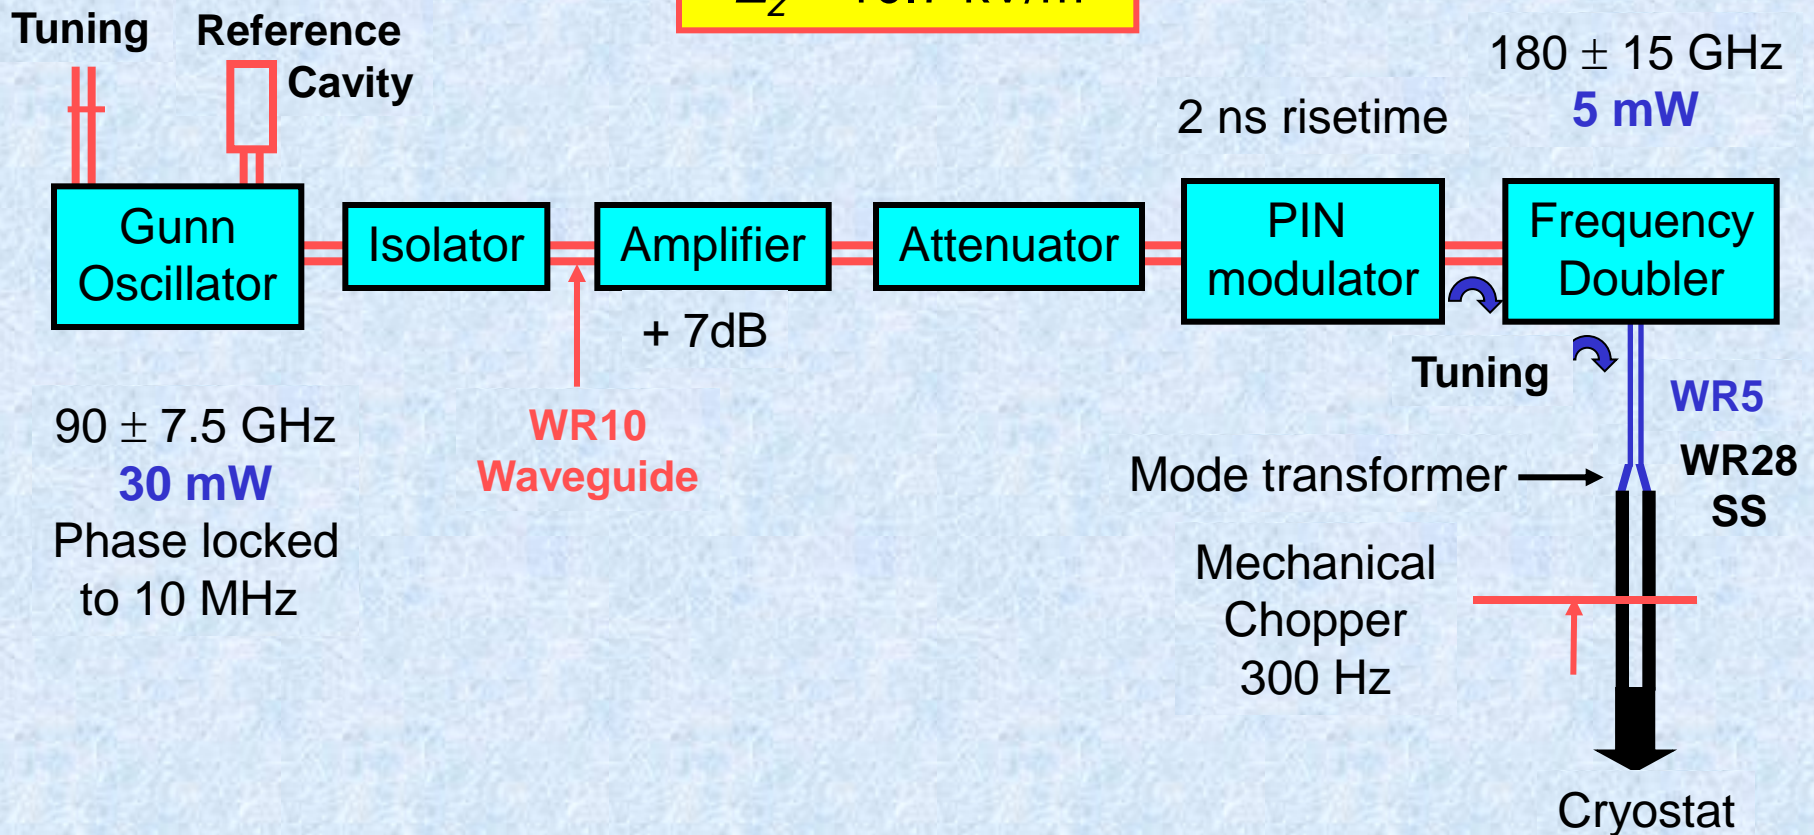 Tuning
Reference
Cavity
180 ± 15 GHz
5 mW
2 ns risetime
Gunn
Oscillator
Isolator
Amplifier
Attenuator
PIN
modulator
Frequency
Doubler
+ 7dB
Tuning
WR5
90 ± 7.5 GHz
30 mW
Phase locked
to 10 MHz
WR10
Waveguide
Mode transformer
WR28
SS
Mechanical
Chopper
300 Hz
Cryostat